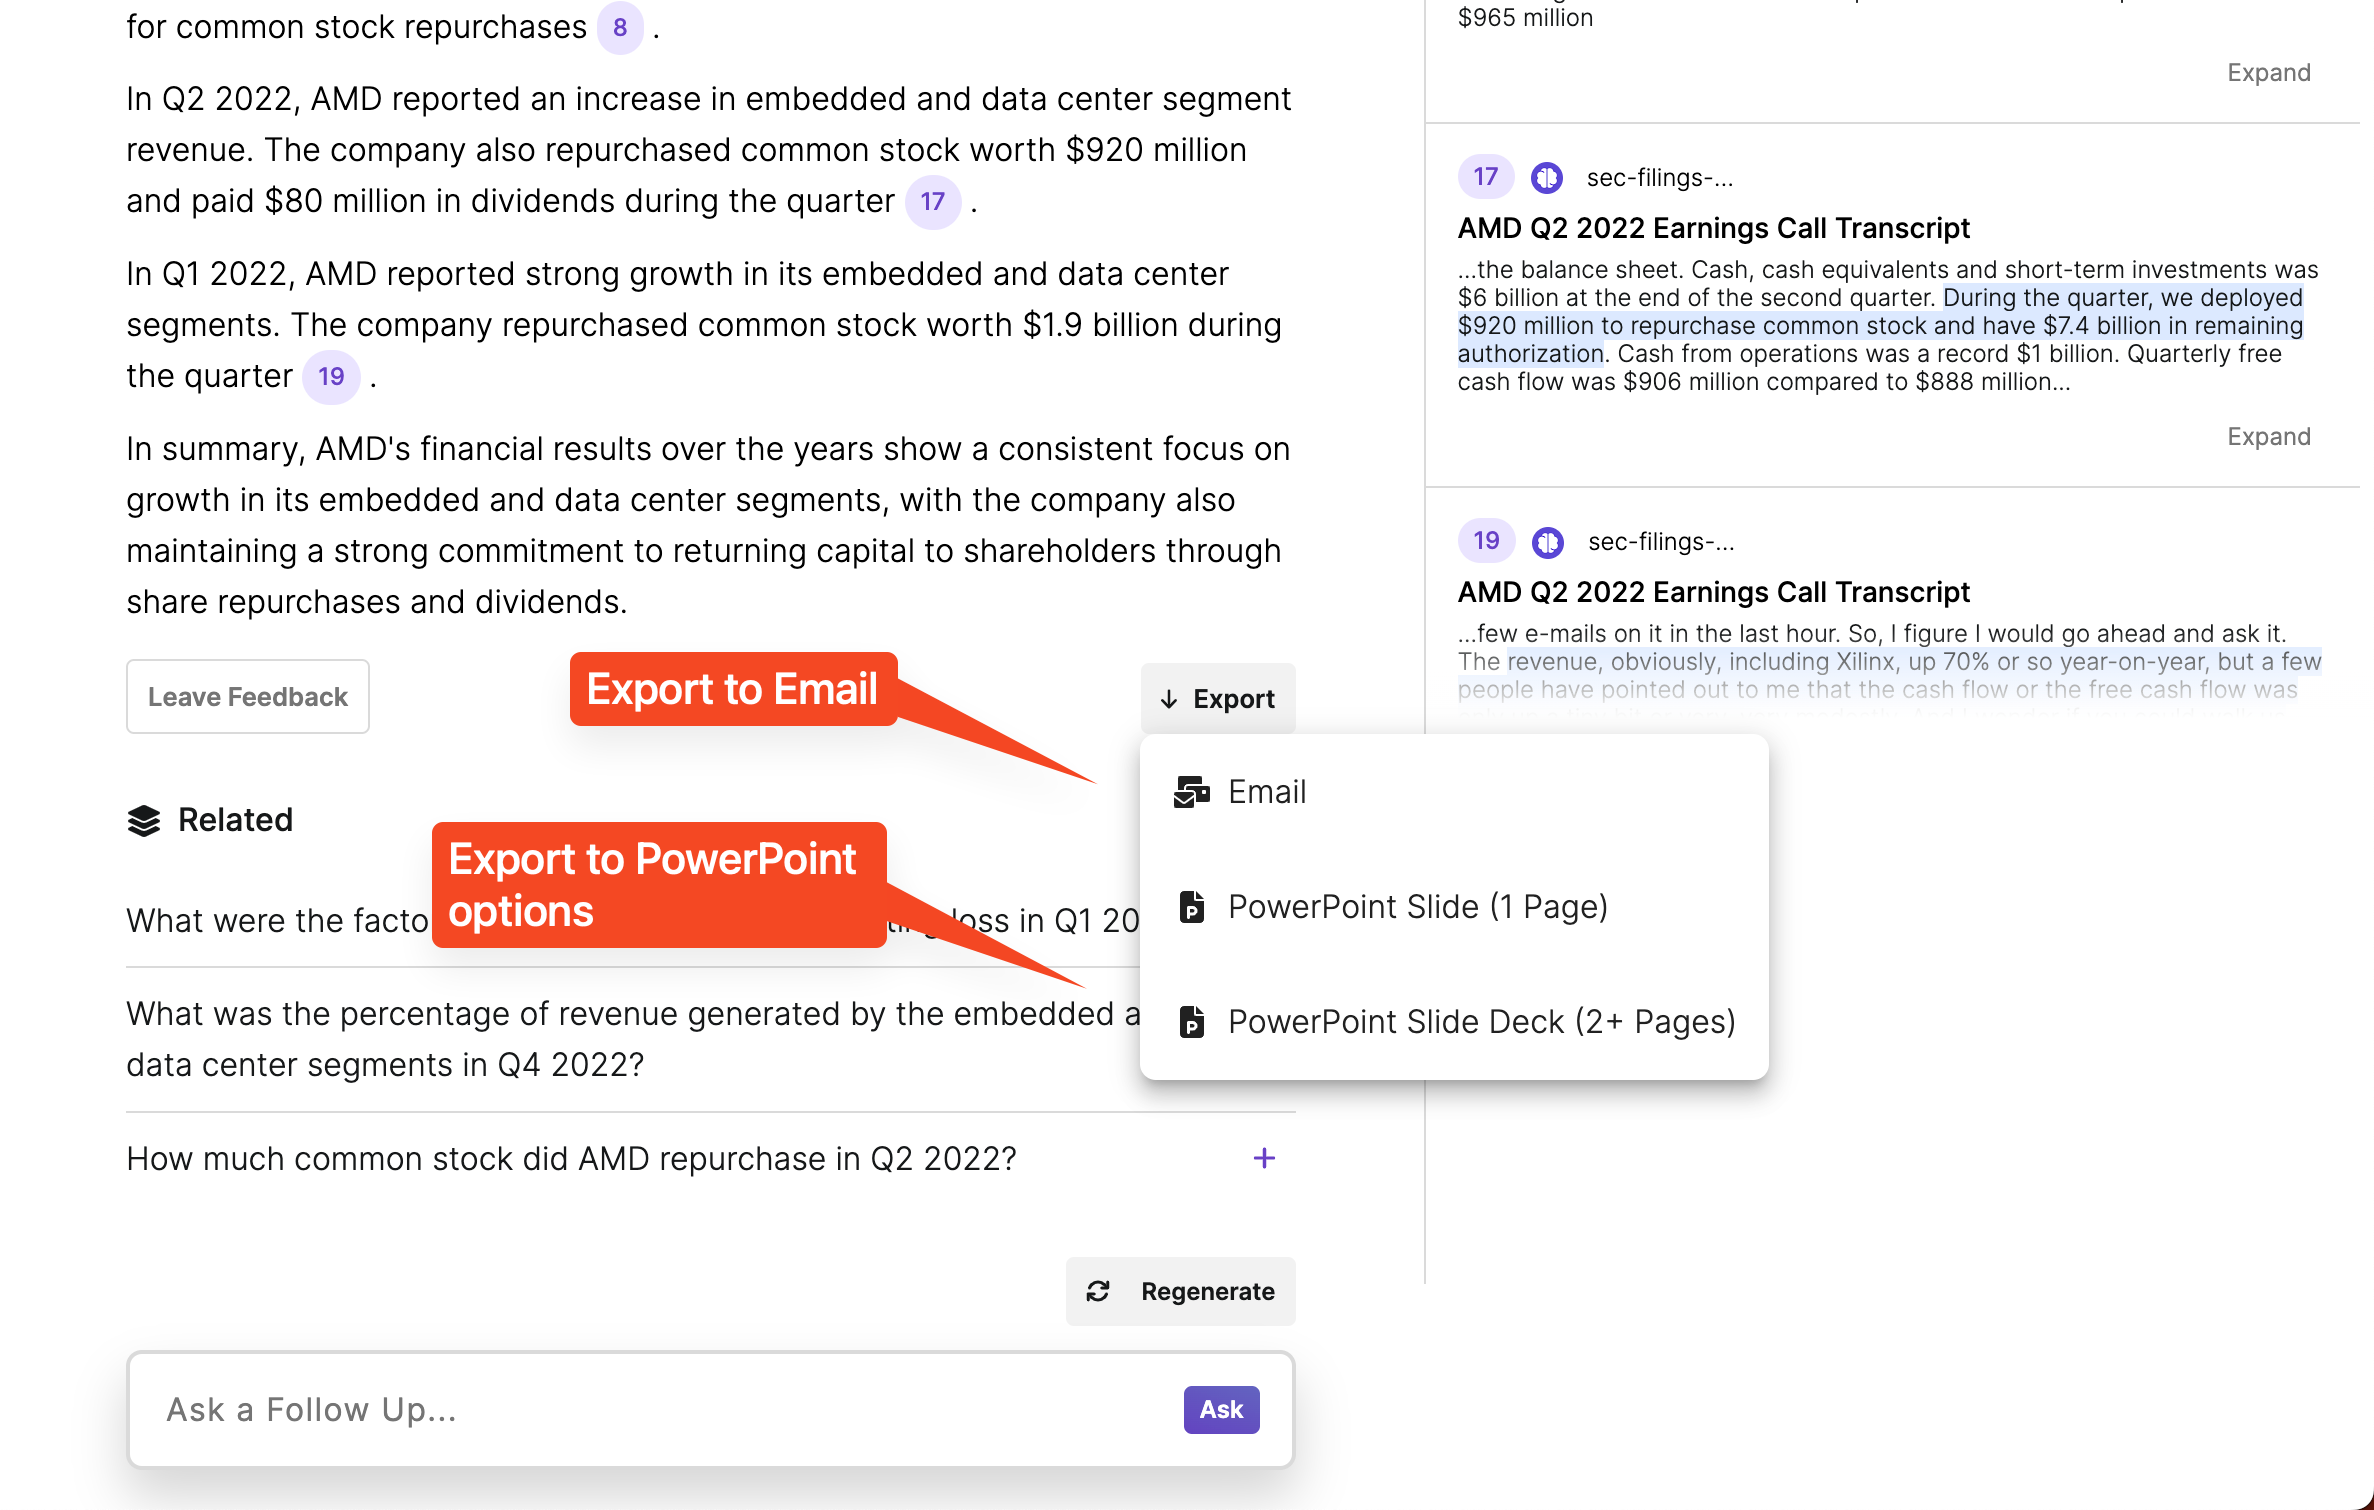 for common stock repurchases 8 .
In Q2 2022, AMD reported an increase in embedded and data center segment
revenue. The company also repurchased common stock worth $920 million
and paid $80 million in dividends during the quarter 17 .
In Q1 2022, AMD reported strong growth in its embedded and data center
segments. The company repurchased common stock worth $1.9 billion during
the quarter 19 .
In summary, AMD's financial results over the years show a consistent focus on
growth in its embedded and data center segments, with the company also
maintaining a strong commitment to returning capital to shareholders through
share repurchases and dividends.
Leave Feedback
Export to Email
Export
Email
PowerPoint Slide (1 Page)
PowerPoint Slide Deck (2+ Pages)
Related
Export to PowerPoint
options
What were the facto
loss in Q1 20
What was the percentage of revenue generated by the embedded a
data center segments in Q4 2022?
How much common stock did AMD repurchase in Q2 2022?
Regenerate
Ask a Follow Up...
Ask
$965 million
Expand
17 sec-filings-...
AMD Q2 2022 Earnings Call Transcript
...the balance sheet. Cash, cash equivalents and short-term investments was
$6 billion at the end of the second quarter. During the quarter, we deployed
$920 million to repurchase common stock and have $7.4 billion in remaining
authorization. Cash from operations was a record $1 billion. Quarterly free
cash flow was $906 million compared to $888 million...
Expand
19 sec-filings-...
AMD Q2 2022 Earnings Call Transcript
...few e-mails on it in the last hour. So, I figure I would go ahead and ask it.
The revenue, obviously, including Xilinx, up 70% or so year-on-year, but a few
people have pointed out to me that the cash flow or the free cash flow was